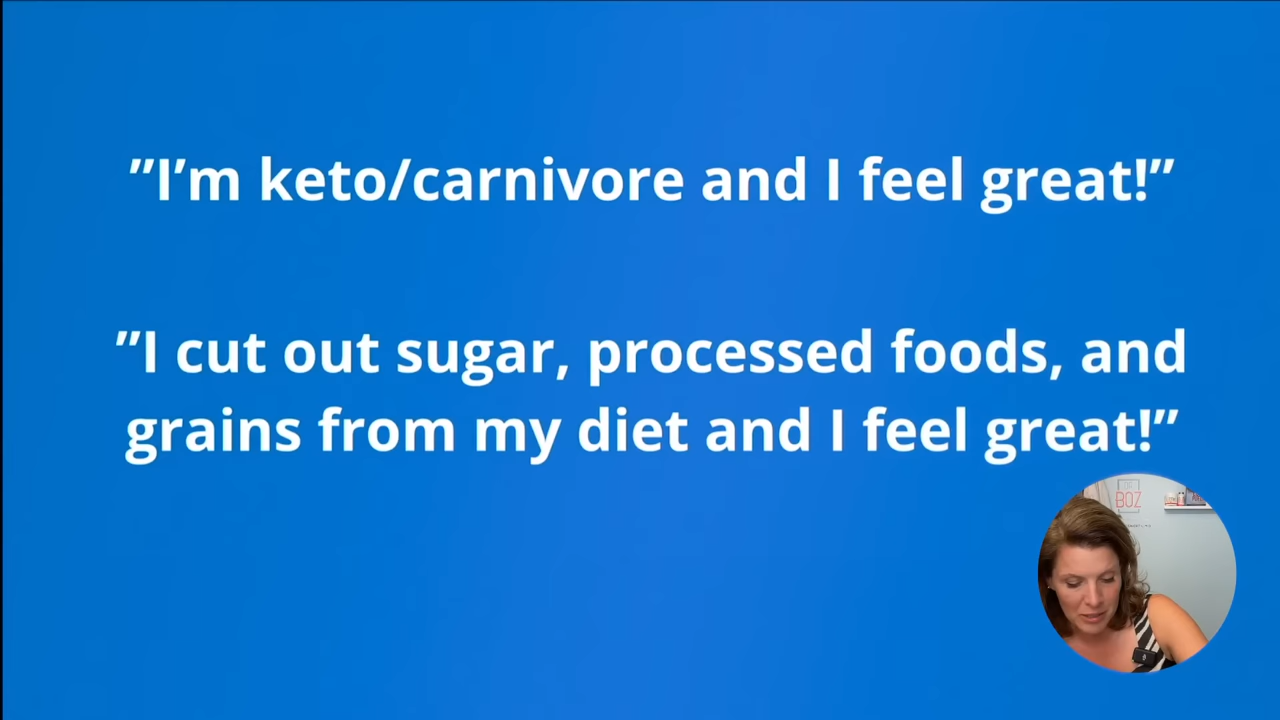 ”I’m keto/carnivore and I feel great!”
”I cut out sugar, processed foods, and
grains from my diet and I feel great!”
BOZ